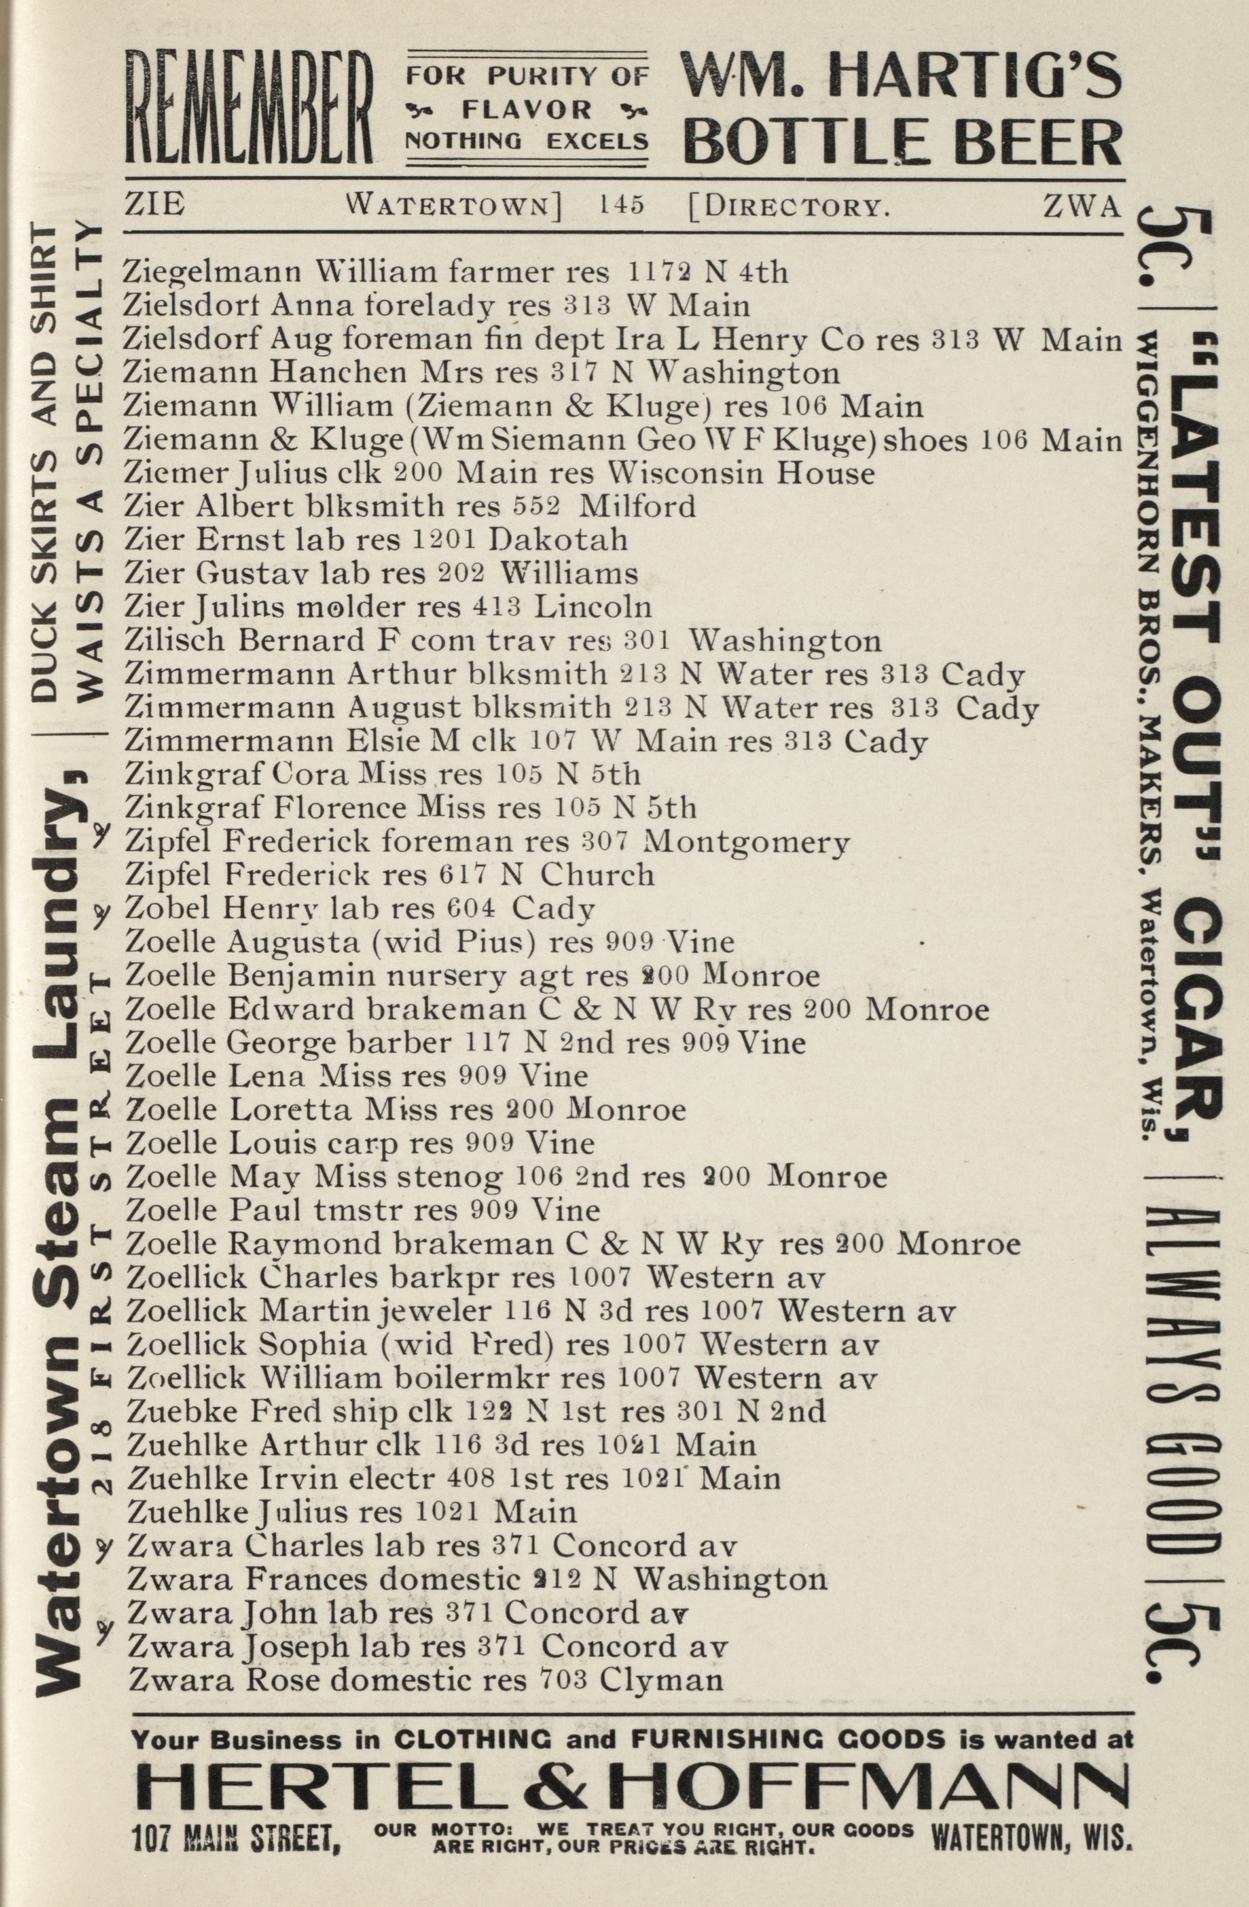 REMEMBER
FOR PURITY OF
FLAVOR
NOTHING EXCELS
WM. HARTIG'S
BOTTLE BEER
ZIE WATERTOWN] 145 [DIRECTORY. ZWA
Ziegelmann William farmer res 1172 N 4th
Zielsdorf Anna forelady res 313 W Main
Zielsdorf Aug foreman fin dept Ira L Henry Co res 313 W Main
Ziemann Hanchen Mrs res 317 N Washington
Ziemann William (Ziemann & Kluge) res 106 Main
Ziemann & Kluge (Wm Siemann Geo W F Kluge) shoes 106 Main
Ziemer Julius clk 200 Main res Wisconsin House
Zier Albert blksmith res 552 Milford
Zier Ernst lab res 1201 Dakotah
Zier Gustav lab res 202 Williams
Zier Julins molder res 413 Lincoln
Zilisch Bernard F com trav res 301 Washington
Zimmermann Arthur blksmith 213 N Water res 313 Cady
Zimmermann August blksmith 213 N Water res 313 Cady
Zimmermann Elsie M clk 107 W Main res 313 Cady
Zinkgraf Cora Miss res 105 N 5th
Zinkgraf Florence Miss res 105 N 5th
Zipfel Frederick foreman res 307 Montgomery
Zipfel Frederick res 617 N Church
Zobel Henry lab res 604 Cady
Zoelle Augusta (wid Pius) res 909 Vine
Zoelle Benjamin nursery agt res 200 Monroe
Zoelle Edward brakeman C & N W Ry res 200 Monroe
Zoelle George barber 117 N 2nd res 909 Vine
Zoelle Lena Miss res 909 Vine
Zoelle Loretta Miss res 200 Monroe
Zoelle Louis carp res 909 Vine
Zoelle May Miss stenog 106 2nd res 200 Monroe
Zoelle Paul tmstr res 909 Vine
Zoelle Raymond brakeman C & N W Ry res 200 Monroe
Zoellick Charles barkpr res 1007 Western av
Zoellick Martin jeweler 116 N 3d res 1007 Western av
Zoellick Sophia (wid Fred) res 1007 Western av
Zoellick William boilermkr res 1007 Western av
Zuebke Fred ship clk 122 N 1st res 301 N 2nd
Zuehlke Arthur clk 116 3d res 1021 Main
Zuehlke Irvin electr 408 1st res 1021 Main
Zuehlke Julius res 1021 Main
Zwara Charles lab res 371 Concord av
Zwara Frances domestic 212 N Washington
Zwara John lab res 371 Concord av
Zwara Joseph lab res 371 Concord av
Zwara Rose domestic res 703 Clyman
Your Business in CLOTHING and FURNISHING GOODS is wanted at
HERTEL & HOFFMANN
107 MAIN STREET,
OUR MOTTO: WE TREAT YOU RIGHT, OUR GOODS
ARE RIGHT, OUR PRICES ARE RIGHT.
WATERTOWN, WIS.
Watertown Steam Laundry,
218 FIRST STREET
DUCK SKIRTS AND SHIRT
WAISTS A SPECIALTY
5c.
"LATEST OUT" CIGAR,
WIGGENHORN BROS., MAKERS, Watertown, Wis.
ALWAYS GOOD
5c.